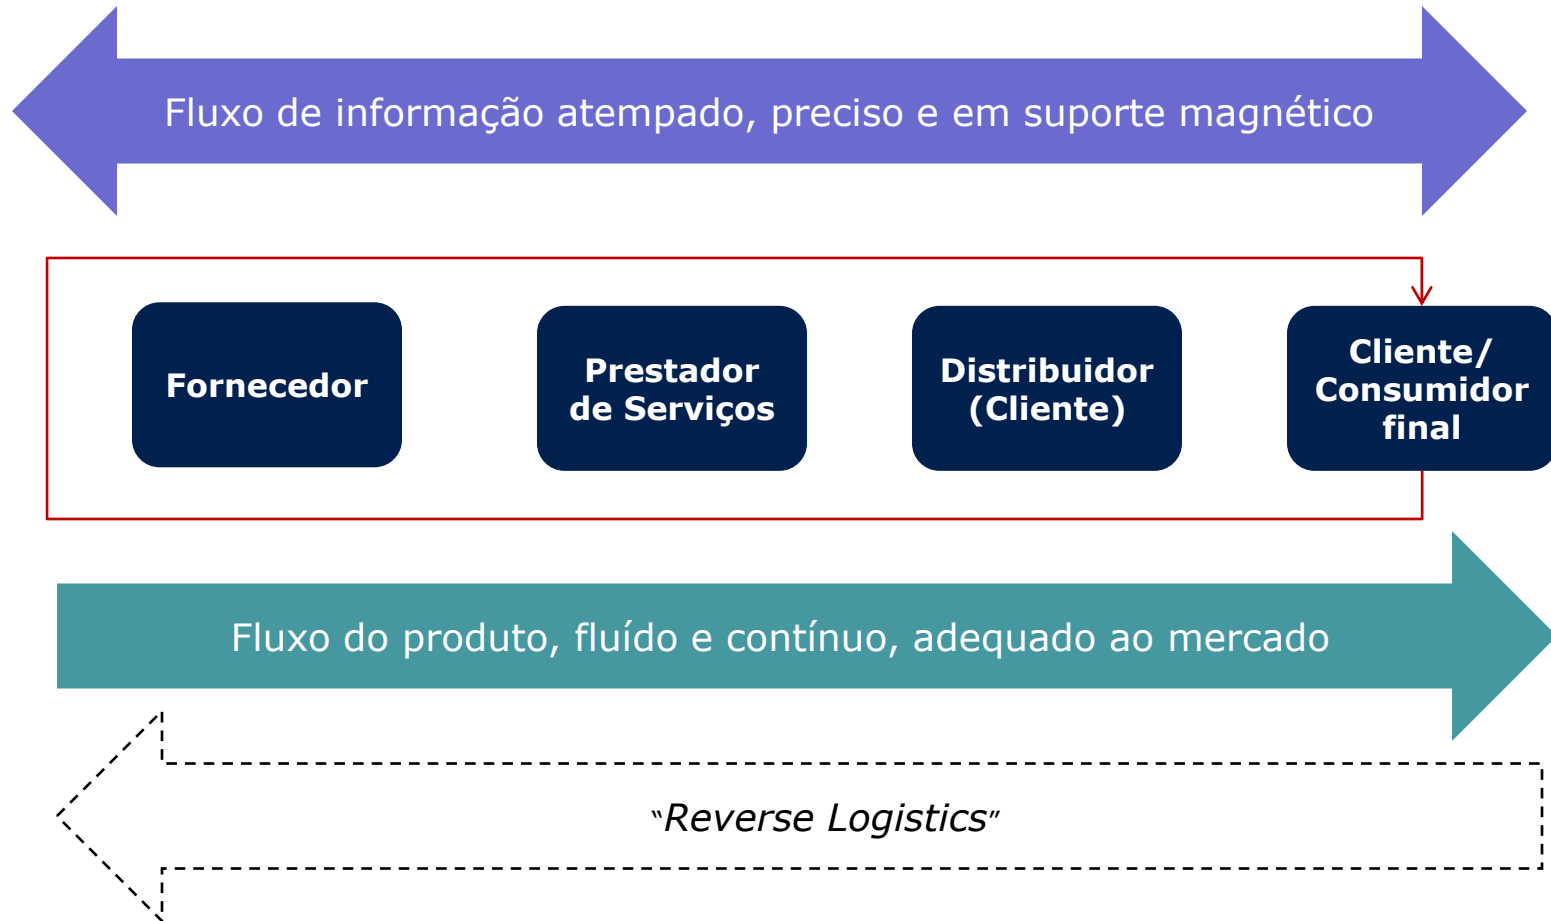 Fluxo de informação atempado, preciso e em suporte magnético
Fornecedor
Prestador
de Serviços
Distribuidor
(Cliente)
Cliente/
Consumidor
final
Fluxo do produto, fluído e contínuo, adequado ao mercado
“Reverse Logistics”